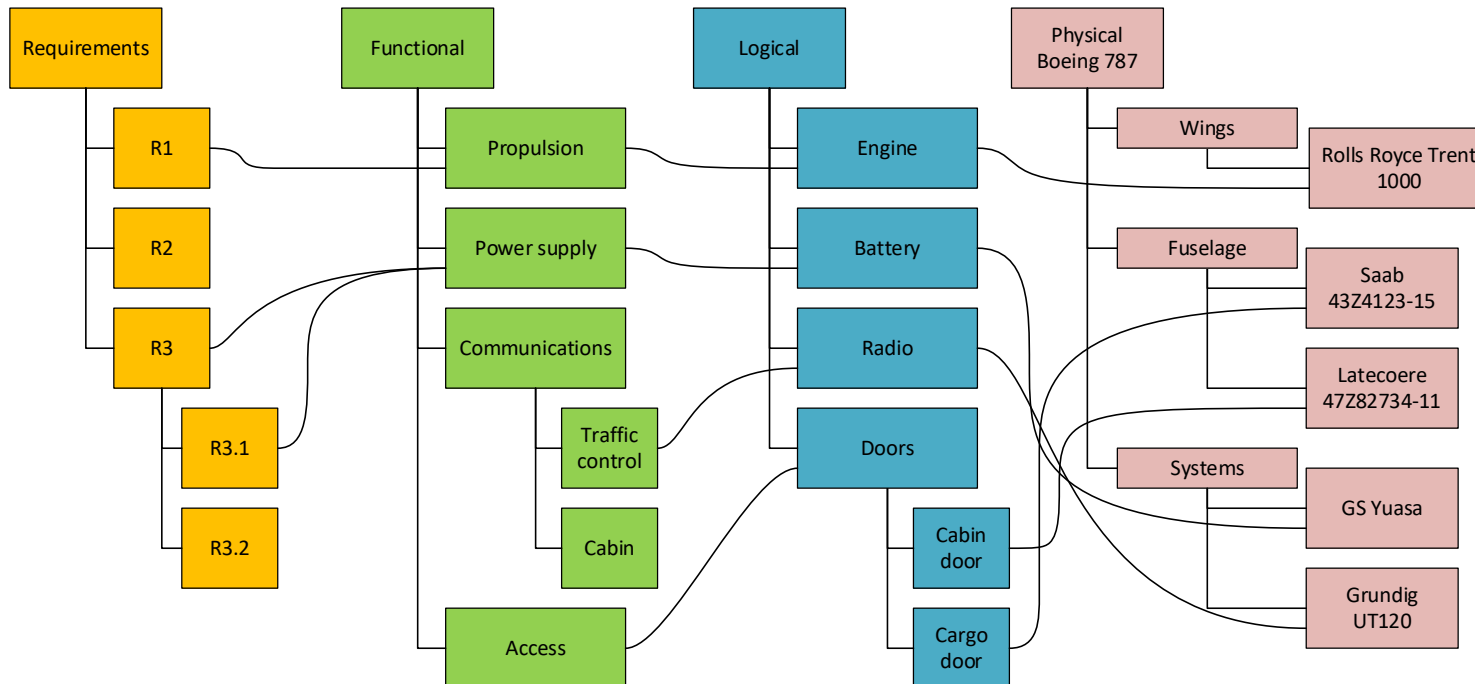 Requirements
R1
R2
R3
R3.1
R3.2
Functional
Propulsion
Power supply
Communications
Traffic
control
Cabin
Access
Logical
Engine
Battery
Radio
Doors
Cabin
door
Cargo
door
Physical
Boeing 787
Wings
Rolls Royce Trent
1000
Fuselage
Saab
43Z4123-15
Latecoere
47Z82734-11
Systems
GS Yuasa
Grundig
UT120